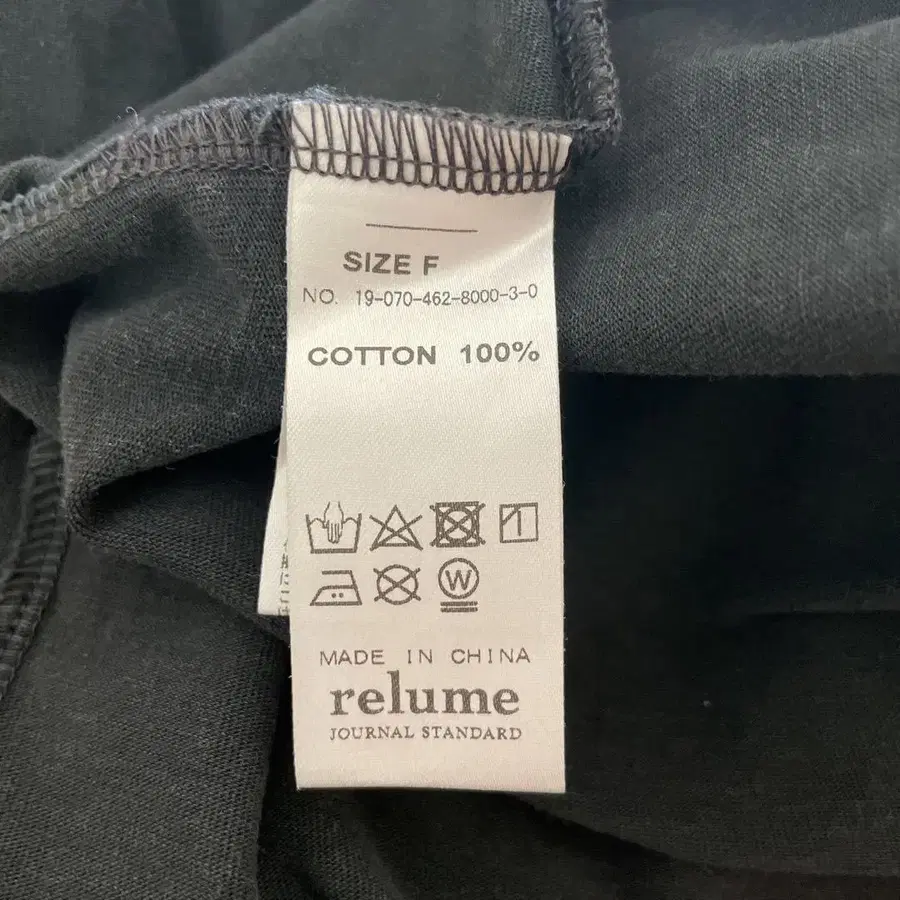 SIZE F
NO. 19-070-462-8000-3-0
COTTON 100%
W
MADE IN CHINA
relume
JOURNAL STANDARD